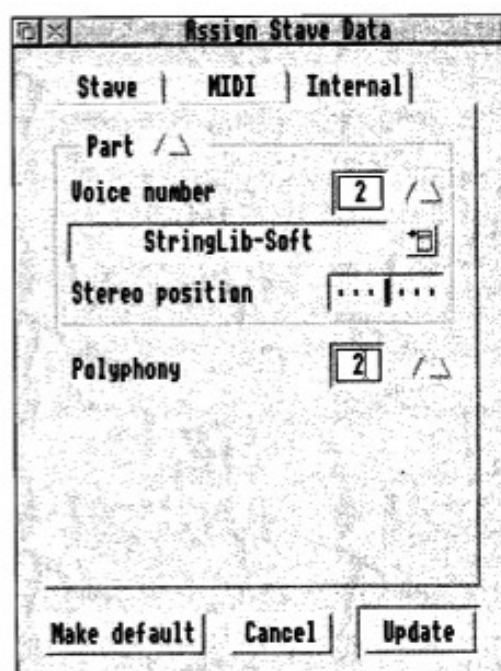 Assign Stave Data
Stave MIDI Internal
Part
Voice number 2
StringLib-Soft
Stereo position
Polyphony 2
Make default Cancel Update